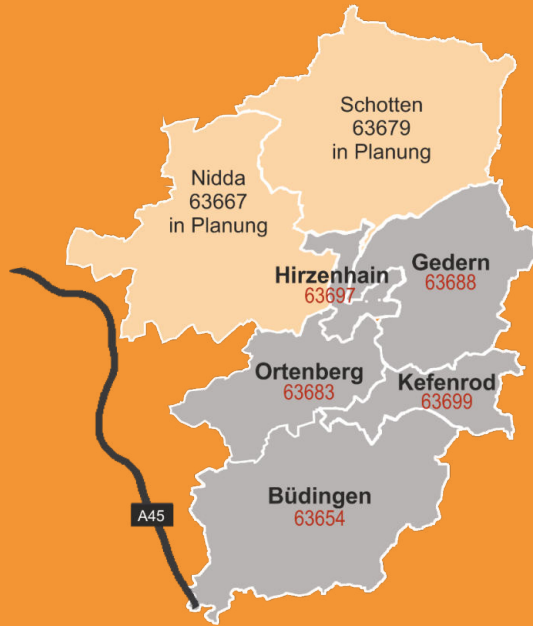 Schotten
63679
in Planung
Nidda
63667
in Planung
Hirzenhain
63697
Gedern
63688
Ortenberg
63683
Kefenrod
63699
Büdingen
63654
A45